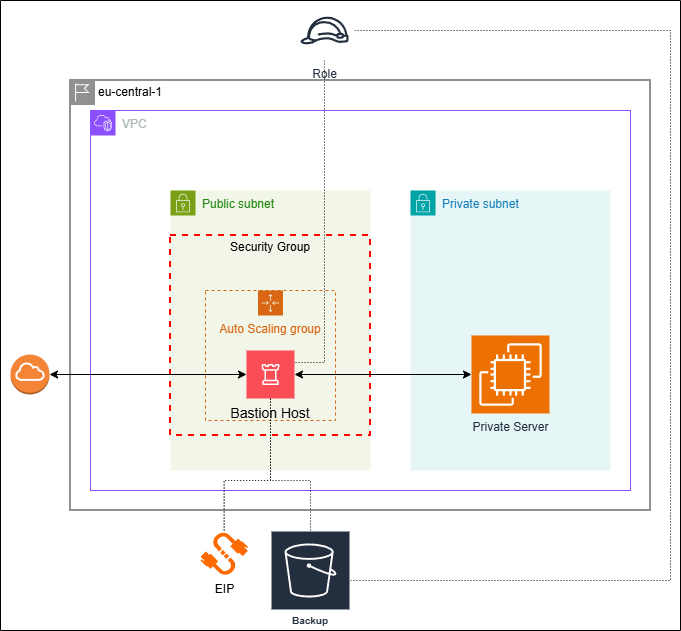 Role
eu-central-1
VPC
Public subnet
Private subnet
Security Group
Auto Scaling group
Bastion Host
Private Server
EIP
Backup